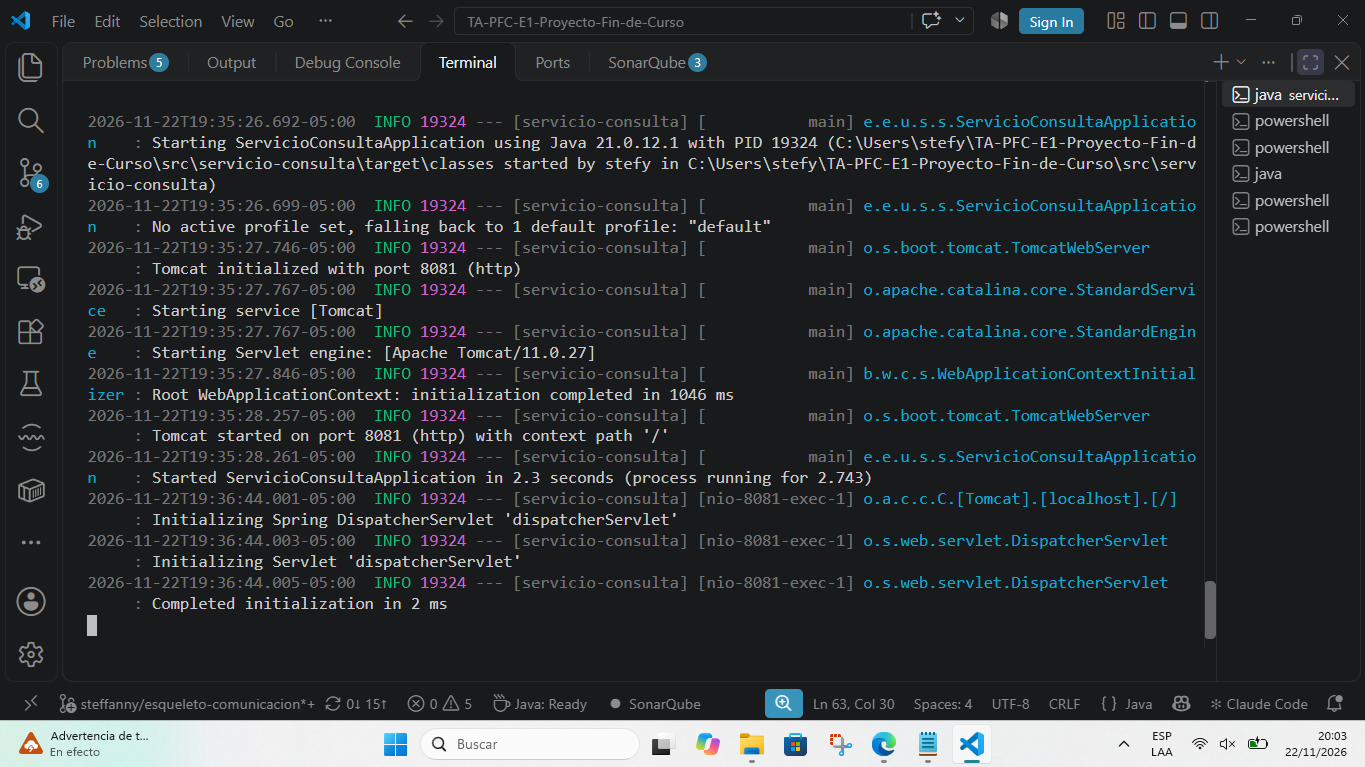 File Edit Selection View Go ··· TA-PFC-E1-Proyecto-Fin-de-Curso Sign In
Problems 5 Output Debug Console Terminal Ports SonarQube 3
2026-11-22T19:35:26.692-05:00 INFO 19324 --- [servicio-consulta] [ main] e.e.u.s.s.ServicioConsultaApplicatio
n : Starting ServicioConsultaApplication using Java 21.0.12.1 with PID 19324 (C:\Users\stefy\TA-PFC-E1-Proyecto-Fin-d
e-Curso\src\servicio-consulta\target\classes started by stefy in C:\Users\stefy\TA-PFC-E1-Proyecto-Fin-de-Curso\src\serv
icio-consulta)
2026-11-22T19:35:26.699-05:00 INFO 19324 --- [servicio-consulta] [ main] e.e.u.s.s.ServicioConsultaApplicatio
n : No active profile set, falling back to 1 default profile: "default"
2026-11-22T19:35:27.746-05:00 INFO 19324 --- [servicio-consulta] [ main] o.s.boot.tomcat.TomcatWebServer
: Tomcat initialized with port 8081 (http)
2026-11-22T19:35:27.767-05:00 INFO 19324 --- [servicio-consulta] [ main] o.apache.catalina.core.StandardServi
ce : Starting service [Tomcat]
2026-11-22T19:35:27.767-05:00 INFO 19324 --- [servicio-consulta] [ main] o.apache.catalina.core.StandardEngin
e : Starting Servlet engine: [Apache Tomcat/11.0.27]
2026-11-22T19:35:27.846-05:00 INFO 19324 --- [servicio-consulta] [ main] b.w.c.s.WebApplicationContextInitial
izer : Root WebApplicationContext: initialization completed in 1046 ms
2026-11-22T19:35:28.257-05:00 INFO 19324 --- [servicio-consulta] [ main] o.s.boot.tomcat.TomcatWebServer
: Tomcat started on port 8081 (http) with context path '/'
2026-11-22T19:35:28.261-05:00 INFO 19324 --- [servicio-consulta] [ main] e.e.u.s.s.ServicioConsultaApplicatio
n : Started ServicioConsultaApplication in 2.3 seconds (process running for 2.743)
2026-11-22T19:36:44.001-05:00 INFO 19324 --- [servicio-consulta] [nio-8081-exec-1] o.a.c.c.C.[Tomcat].[localhost].[/]
: Initializing Spring DispatcherServlet 'dispatcherServlet'
2026-11-22T19:36:44.003-05:00 INFO 19324 --- [servicio-consulta] [nio-8081-exec-1] o.s.web.servlet.DispatcherServlet
: Initializing Servlet 'dispatcherServlet'
2026-11-22T19:36:44.005-05:00 INFO 19324 --- [servicio-consulta] [nio-8081-exec-1] o.s.web.servlet.DispatcherServlet
: Completed initialization in 2 ms
java servici...
powershell
powershell
java
powershell
powershell
6
steffanny/esqueleto-comunicacion*+ 0↓ 15↑ 0 5 Java: Ready SonarQube Ln 63, Col 30 Spaces: 4 UTF-8 CRLF {} Java Claude Code
Advertencia de t...
En efecto
Buscar
ESP
LAA
20:03
22/11/2026